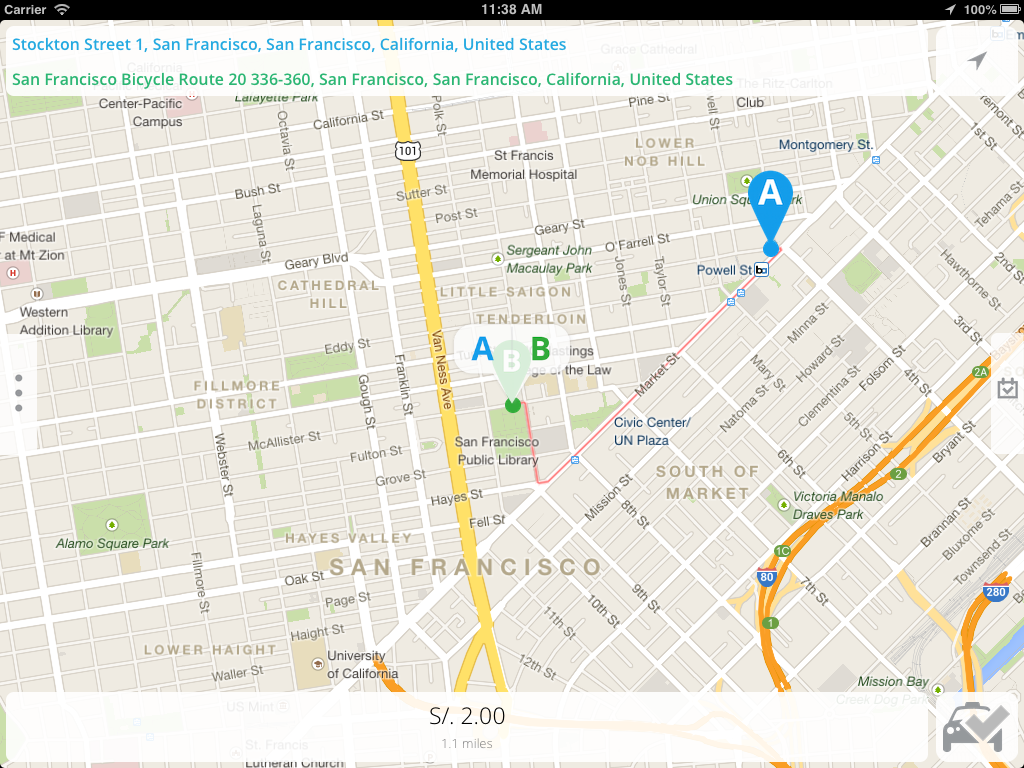 Carrier
11:38 AM
100%
Stockton Street 1, San Francisco, San Francisco, California, United States
San Francisco Bicycle Route 20 336-360, San Francisco, San Francisco, California, United States
Grace Cathedral
The Ritz-Carlton
Club
California
Center-Pacific
Campus
Lafayette Park
Octavia St
California St
Polk St
Pine St
101
St Francis
Memorial Hospital
LOWER
NOB HILL
Montgomery St.
1st St
Tehama St
Bush St
Sutter St
Laguna St
Post St
Geary St
Union Square Park
A
F Medical
at Mt Zion
H
Geary Blvd
Sergeant John
Macaulay Park
O'Farrell St
Jones St
Taylor St
Powell St
Hawthorne St
2nd St
CATHEDRAL
HILL
LITTLE SAIGON
TENDERLOIN
Western
Addition Library
Minna St
3rd St
Eddy St
Van Ness Ave
A
B
B
Hastings
of the Law
Howard St
Folsom St
4th St
2A
Franklin St
Gough St
FILLMORE
DISTRICT
Market St
Natoma St
Clementina St
5th St
Harrison St
Bryant St
McAllister St
Webster St
Civic Center/
UN Plaza
San Francisco
Public Library
Fulton St
Grove St
Hayes St
6th St
2
SOUTH OF
MARKET
Mission St
8th St
Fell St
Victoria Manalo
Draves Park
Brannan St
Bluxome St
Townsend St
Alamo Square Park
HAYES VALLEY
SAN FRANCISCO
Fillmore St
Oak St
Page St
1C
80
280
7th St
9th St
10th St
11th St
12th St
1
Haight St
LOWER HAIGHT
Waller St
University
of California
Mission Bay
Creek Dog Park
US Mint
S/. 2.00
1.1 miles
St. Francis
Lutheran Church